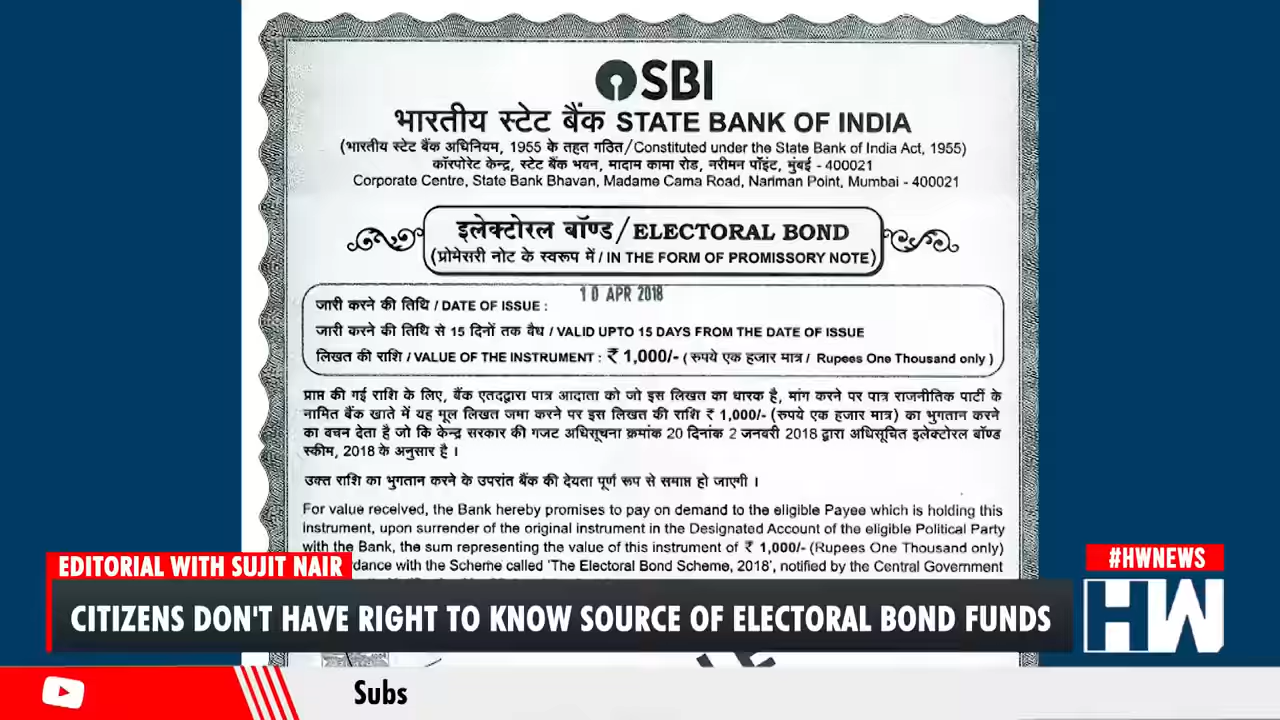 SBI
भारतीय स्टेट बैंक STATE BANK OF INDIA
(भारतीय स्टेट बैंक अधिनियम, 1955 के तहत गठित/Constituted under the State Bank of India Act, 1955)
कॉरपोरेट केन्द्र, स्टेट बैंक भवन, मादाम कामा रोड, नरीमन पॉइंट, मुंबई - 400021
Corporate Centre, State Bank Bhavan, Madame Cama Road, Nariman Point, Mumbai - 400021
इलेक्टोरल बॉण्ड/ELECTORAL BOND
(प्रोमेसरी नोट के स्वरूप में/IN THE FORM OF PROMISSORY NOTE)
10 APR 2018
जारी करने की तिथि / DATE OF ISSUE :
जारी करने की तिथि से 15 दिनों तक वैध / VALID UPTO 15 DAYS FROM THE DATE OF ISSUE
लिखत की राशि / VALUE OF THE INSTRUMENT : ₹ 1,000/- (रुपये एक हजार मात्र / Rupees One Thousand only )
प्राप्त की गई राशि के लिए, बैंक एतदद्वारा पात्र आदाता को जो इस लिखत का धारक है, मांग करने पर पात्र राजनीतिक पार्टी के
नामित बैंक खाते में यह मूल लिखत जमा करने पर इस लिखत की राशि ₹ 1,000/- (रुपये एक हजार मात्र) का भुगतान करने
का वचन देता है जो कि केन्द्र सरकार की गजट अधिसूचना क्रमांक 20 दिनांक 2 जनवरी 2018 द्वारा अधिसूचित इलेक्टोरल बॉण्ड
स्कीम, 2018 के अनुसार है ।
उक्त राशि का भुगतान करने के उपरांत बैंक की देयता पूर्ण रूप से समाप्त हो जाएगी ।
For value received, the Bank hereby promises to pay on demand to the eligible Payee which is holding this
instrument, upon surrender of the original instrument in the Designated Account of the eligible Political Party
with the Bank, the sum representing the value of this instrument of ₹ 1,000/- (Rupees One Thousand only)
with the Scheme called 'The Electoral Bond Scheme, 2018', notified by the Central Government
EDITORIAL WITH SUJIT NAIR
CITIZENS DON'T HAVE RIGHT TO KNOW SOURCE OF ELECTORAL BOND FUNDS
#HWNEWS
HW
Subs